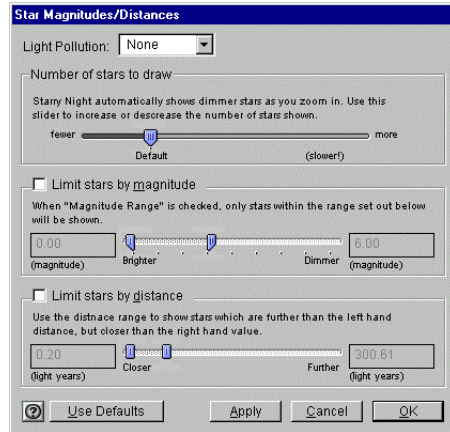 Star Magnitudes/Distances
Light Pollution: None
Number of stars to draw
Starry Night automatically shows dimmer stars as you zoom in. Use this
slider to increase or descrease the number of stars shown.
fewer more
Default (slower!)
Limit stars by magnitude
When "Magnitude Range" is checked, only stars within the range set out below
will be shown.
0.00 6.00
(magnitude) Brighter Dimmer (magnitude)
Limit stars by distance
Use the distnace range to show stars which are further than the left hand
distance, but closer than the right hand value.
0.20 300.61
(light years) Closer Further (light years)
? Use Defaults Apply Cancel OK